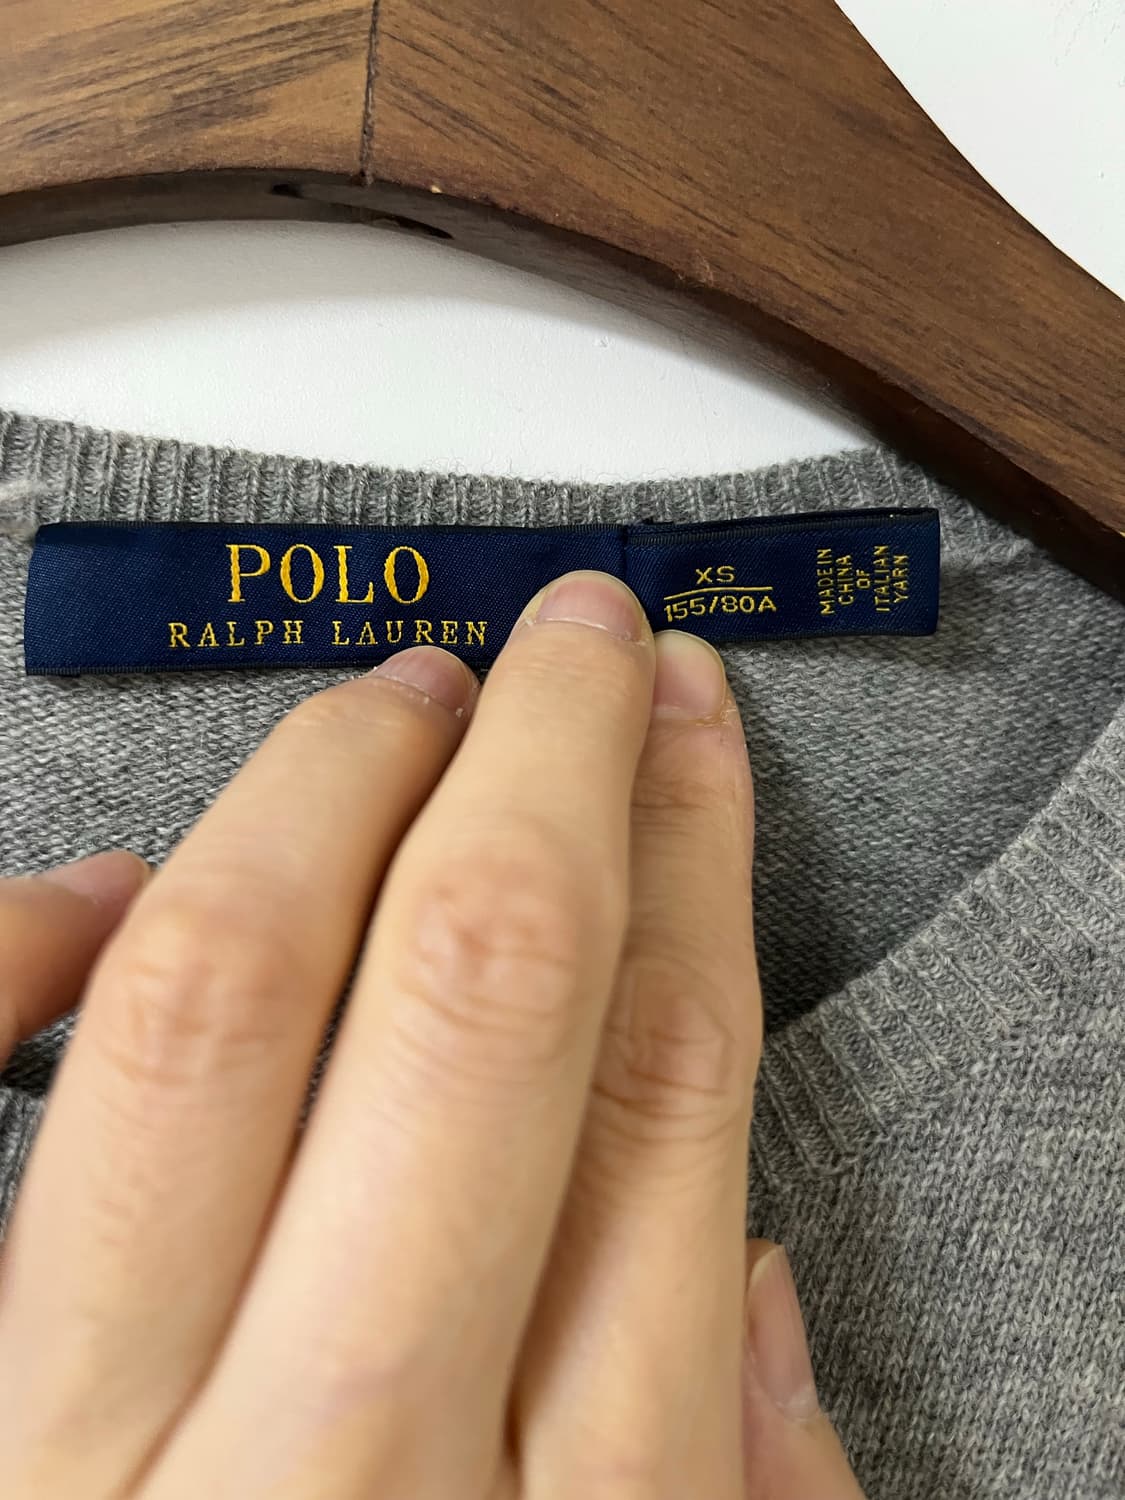 POLO
RALPH LAUREN
XS
155/80A
MADE IN
CHINA
OF
ITALIAN
YARN